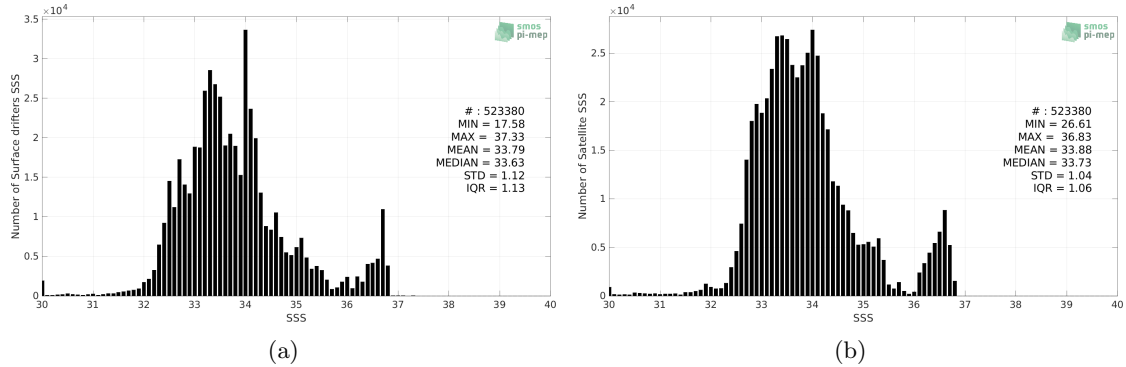 ×10⁴
3.5
3
2.5
2
1.5
1
0.5
0
Number of Surface drifters SSS
30 31 32 33 34 35 36 37 38 39 40
SSS
smos
pi-mep
# : 523380
MIN = 17.58
MAX = 37.33
MEAN = 33.79
MEDIAN = 33.63
STD = 1.12
IQR = 1.13
(a)
×10⁴
2.5
2
1.5
1
0.5
0
Number of Satellite SSS
30 31 32 33 34 35 36 37 38 39 40
SSS
smos
pi-mep
# : 523380
MIN = 26.61
MAX = 36.83
MEAN = 33.88
MEDIAN = 33.73
STD = 1.04
IQR = 1.06
(b)